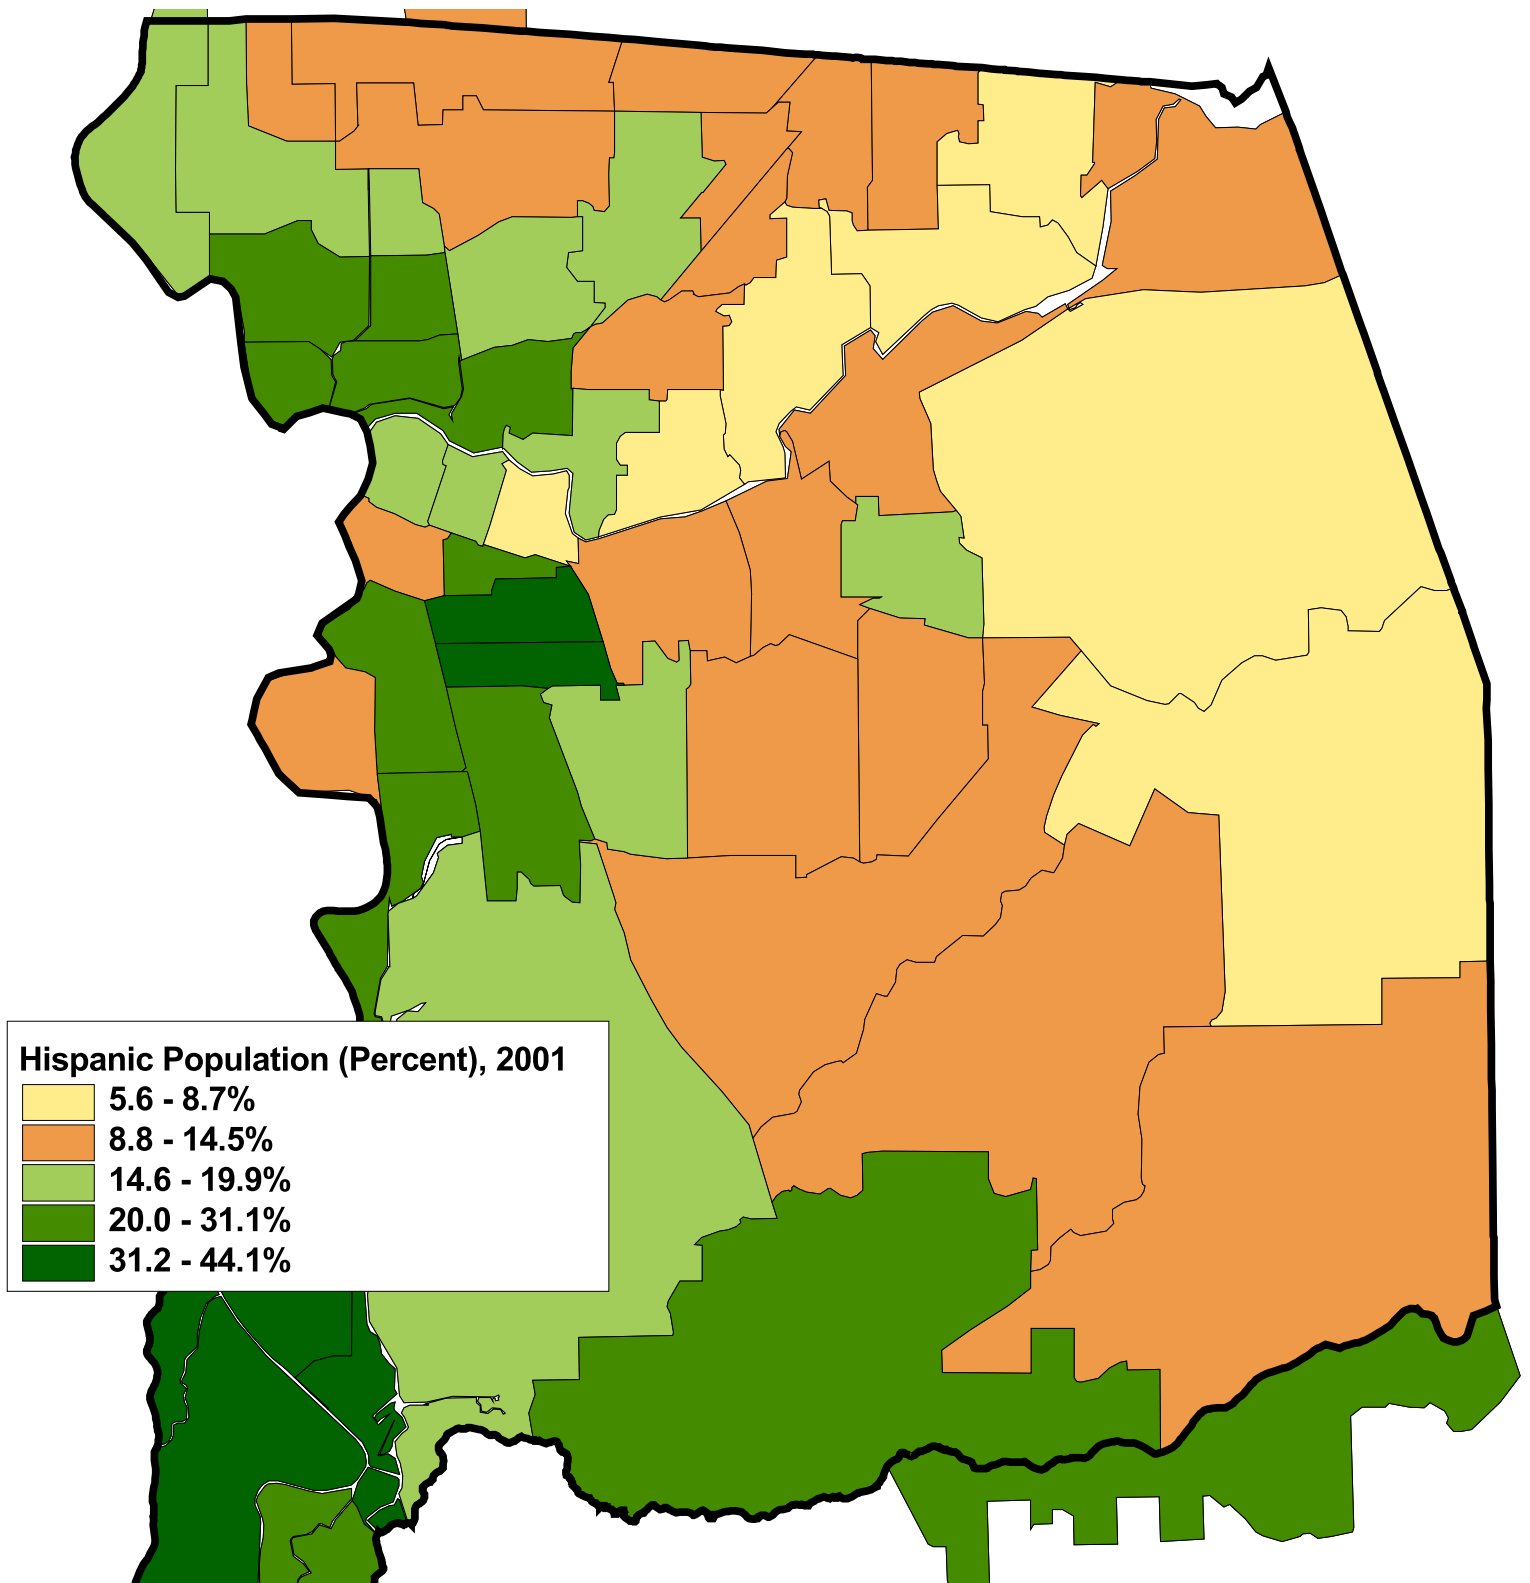 Hispanic Population (Percent), 2001
5.6 - 8.7%
8.8 - 14.5%
14.6 - 19.9%
20.0 - 31.1%
31.2 - 44.1%